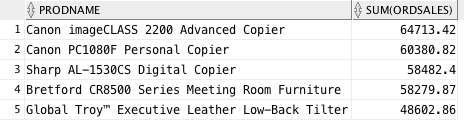 PRODNAME SUM(ORDSALES)
1 Canon imageCLASS 2200 Advanced Copier 64713.42
2 Canon PC1080F Personal Copier 60380.82
3 Sharp AL-1530CS Digital Copier 58482.4
4 Bretford CR8500 Series Meeting Room Furniture 58279.87
5 Global Troy™ Executive Leather Low-Back Tilter 48602.86